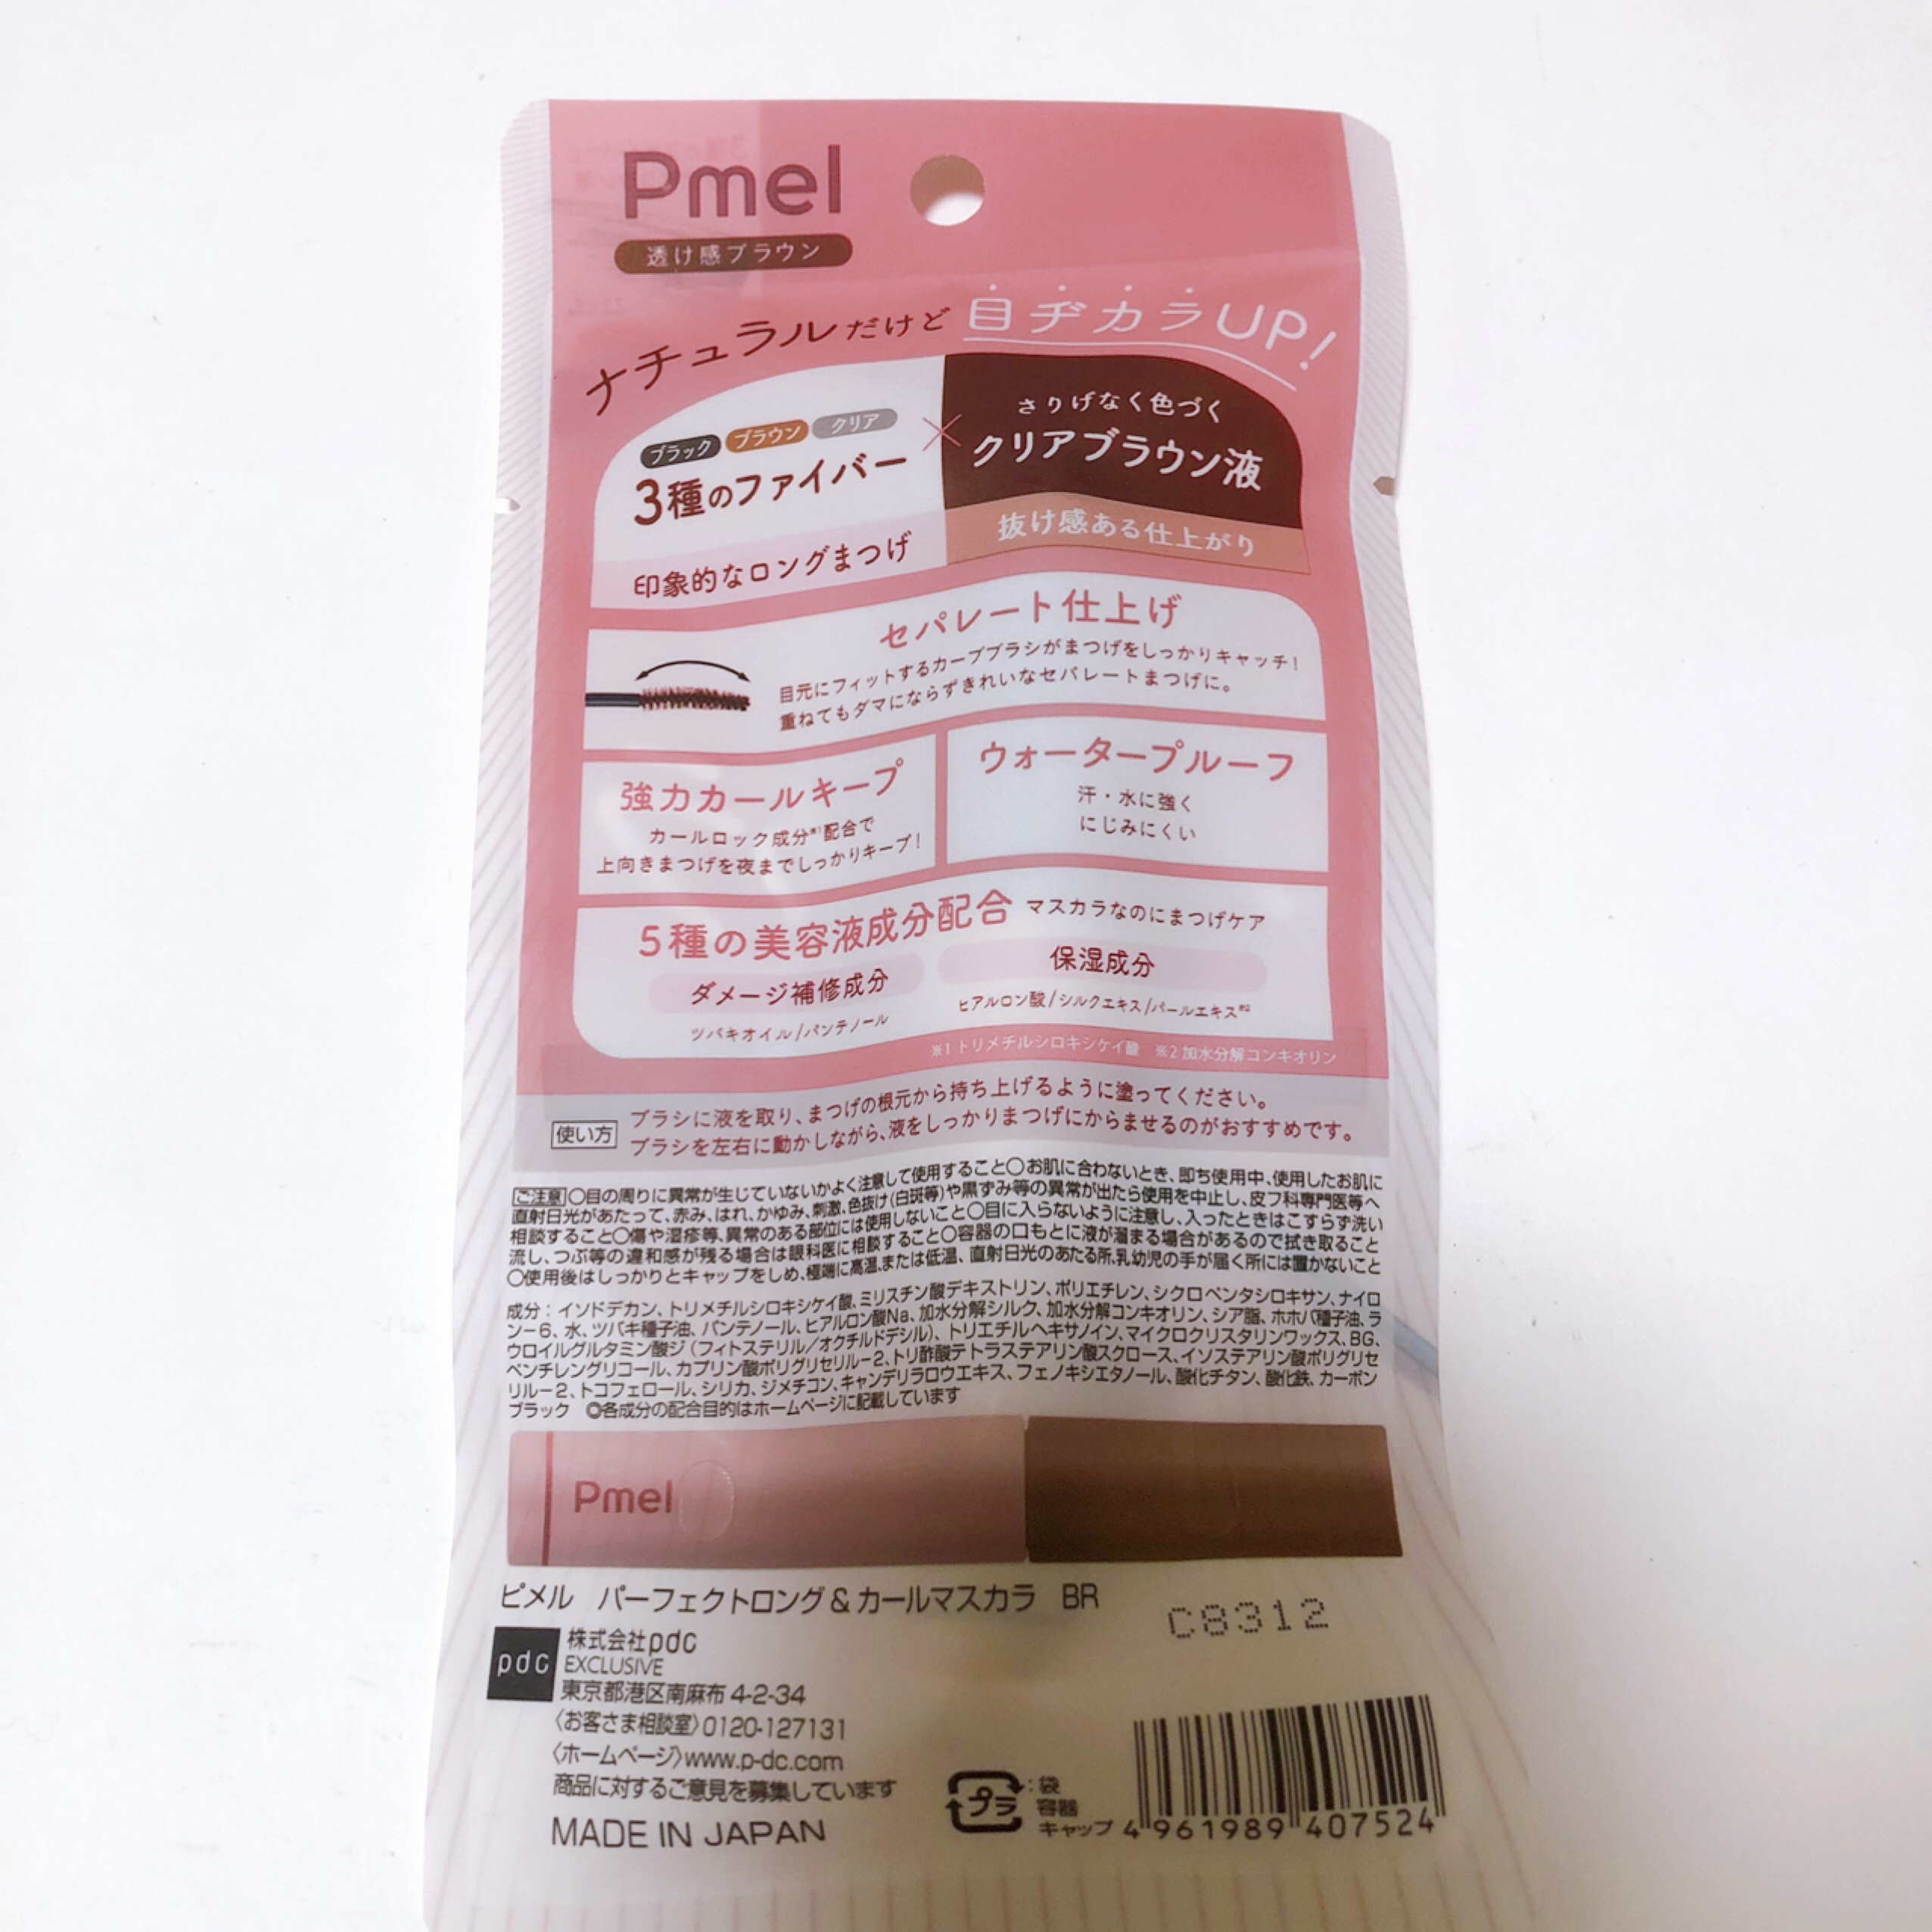 Pmel
透け感ブラウン
ナチュラルだけど 目ヂカラUP!
ブラック ブラウン クリア
3種のファイバー
印象的なロングまつげ
×
さりげなく色づく
クリアブラウン液
抜け感ある仕上がり
セパレート仕上げ
目元にフィットするカーブブラシがまつげをしっかりキャッチ!
重ねてもダマにならずきれいなセパレートまつげに。
強力カールキープ
カールロック成分※1配合で
上向きまつげを夜までしっかりキープ!
ウォータープルーフ
汗・水に強く
にじみにくい
5種の美容液成分配合 マスカラなのにまつげケア
ダメージ補修成分
ツバキオイル/パンテノール
保湿成分
ヒアルロン酸/シルクエキス/パールエキス※2
※1 トリメチルシロキシケイ酸 ※2 加水分解コンキオリン
使い方
ブラシに液を取り、まつげの根元から持ち上げるように塗ってください。
ブラシを左右に動かしながら、液をしっかりまつげにからませるのがおすすめです。
ご注意 〇目の周りに異常が生じていないかよく注意して使用すること〇お肌に合わないとき、即ち使用中、使用したお肌に
直射日光があたって、赤み、はれ、かゆみ、刺激、色抜け(白斑等)や黒ずみ等の異常が出たら使用を中止し、皮フ科専門医等へ
相談すること〇傷や湿疹等、異常のある部位には使用しないこと〇目に入らないように注意し、入ったときはこすらず洗い
流し、つぶ等の違和感が残る場合は眼科医に相談すること〇容器の口もとに液が溜まる場合があるので拭き取ること
〇使用後はしっかりとキャップをしめ、極端に高温または低温、直射日光のあたる所、乳幼児の手が届く所には置かないこと
成分：イソドデカン、トリメチルシロキシケイ酸、ミリスチン酸デキストリン、ポリエチレン、シクロペンタシロキサン、ナイロ
ン－6、水、ツバキ種子油、パンテノール、ヒアルロン酸Na、加水分解シルク、加水分解コンキオリン、シア脂、ホホバ種子油、ラ
ウロイルグルタミン酸ジ(フィトステリル/オクチルドデシル)、トリエチルヘキサノイン、マイクロクリスタリンワックス、BG、
ペンチレングリコール、カプリン酸ポリグリセリル－2、トリ酢酸テトラステアリン酸スクロース、イソステアリン酸ポリグリセ
リル－2、トコフェロール、シリカ、ジメチコン、キャンデリラロウエキス、フェノキシエタノール、酸化チタン、酸化鉄、カーボン
ブラック ◎各成分の配合目的はホームページに記載しています
Pmel
ピメル パーフェクトロング＆カールマスカラ BR
C8312
pdc
株式会社pdc
EXCLUSIVE
東京都港区南麻布4-2-34
〈お客さま相談室〉0120-127131
〈ホームページ〉www.p-dc.com
商品に対するご意見を募集しています
MADE IN JAPAN
プラ
：袋
容器
キャップ
4 961989 407524